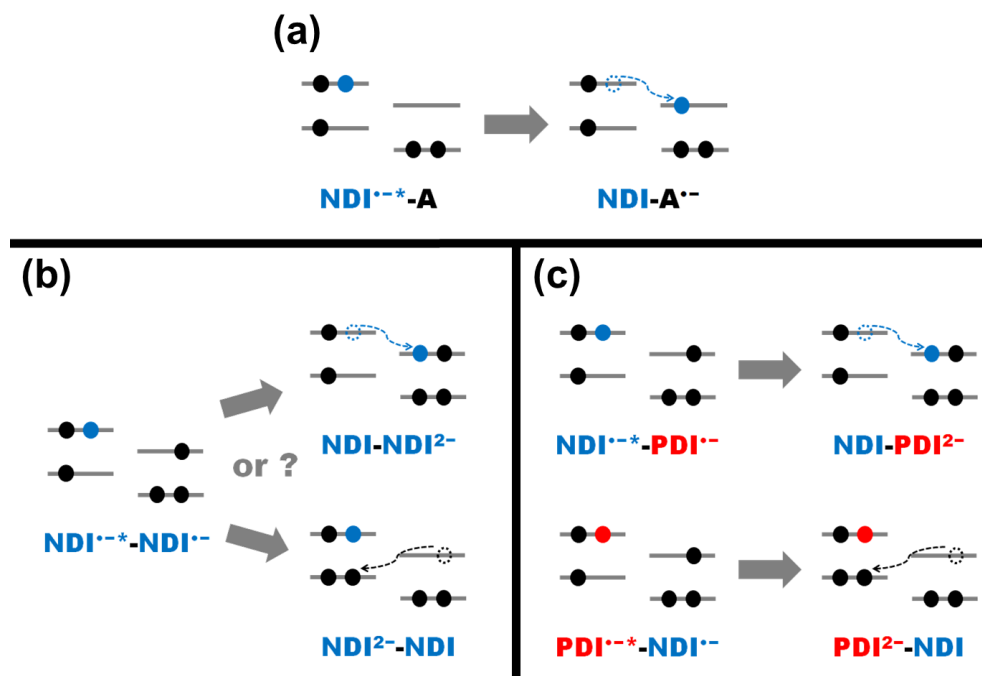 (a)
NDI•−*-A
NDI-A•−
(b)
NDI•−*-NDI•−
or ?
NDI-NDI²⁻
NDI²⁻-NDI
(c)
NDI•−*-PDI•−
NDI-PDI²⁻
PDI•−*-NDI•−
PDI²⁻-NDI